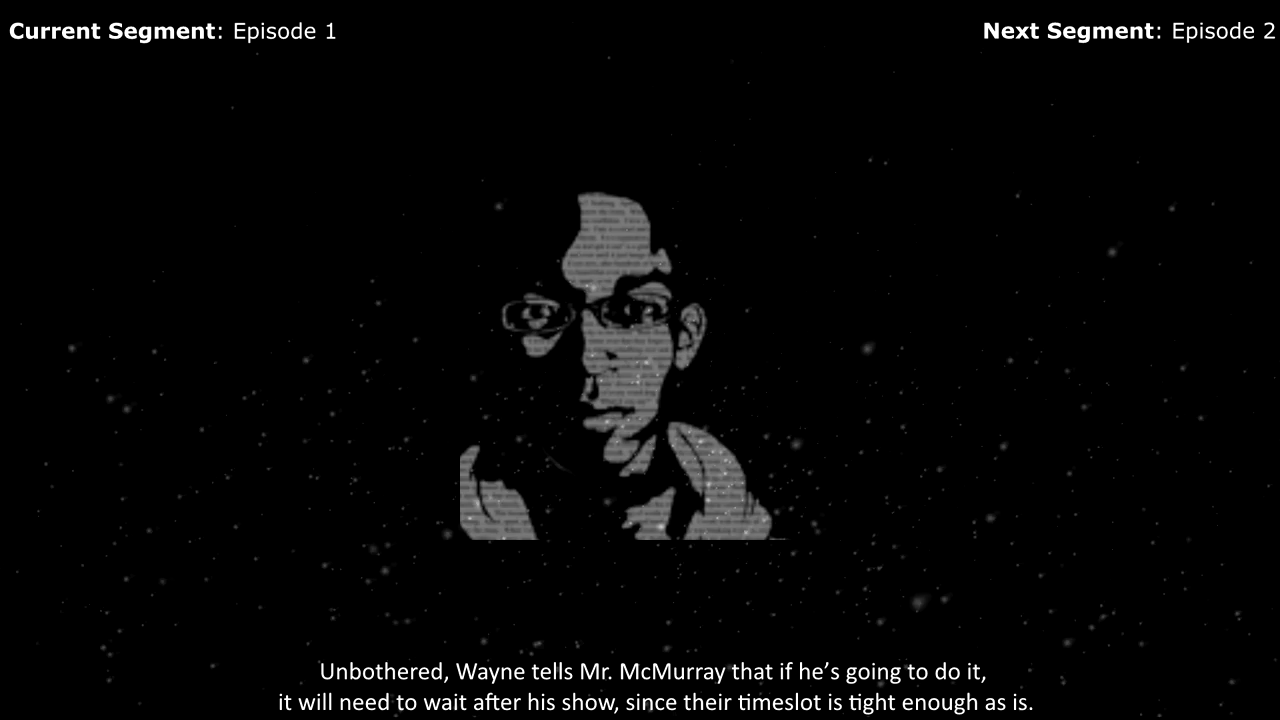 Current Segment: Episode 1
Next Segment: Episode 2
Unbothered, Wayne tells Mr. McMurray that if he’s going to do it,
it will need to wait after his show, since their timeslot is tight enough as is.